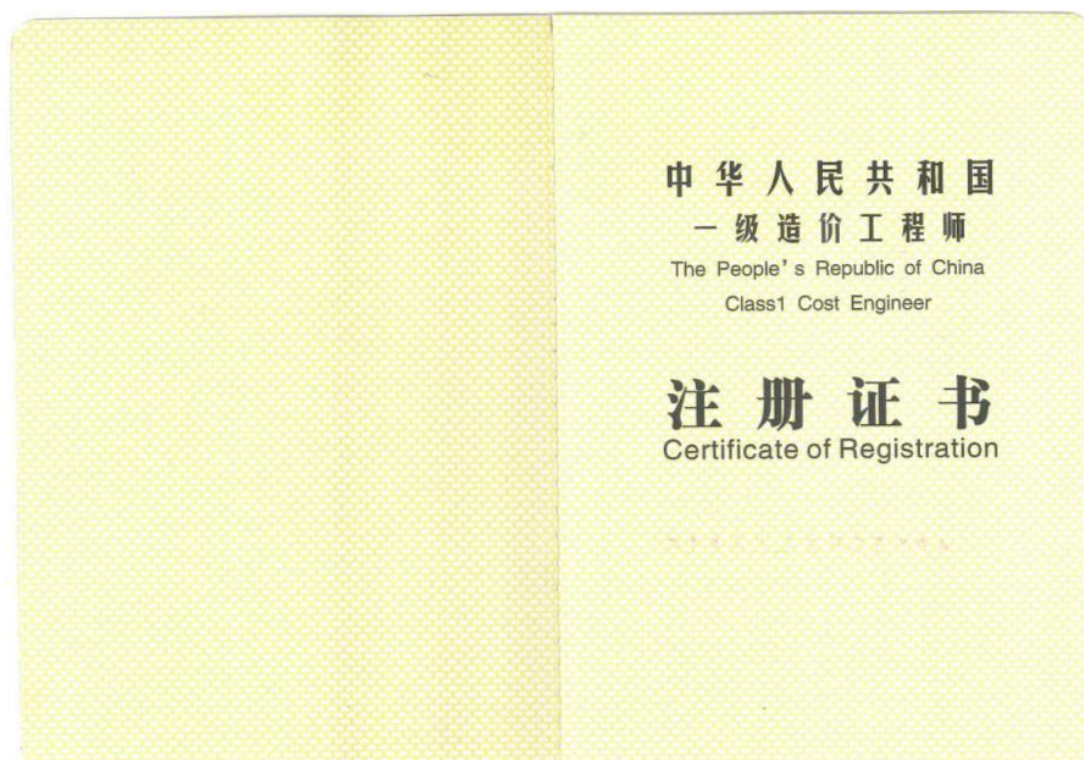 中华人民共和国
一级造价工程师
The People's Republic of China
Class1 Cost Engineer
注册证书
Certificate of Registration